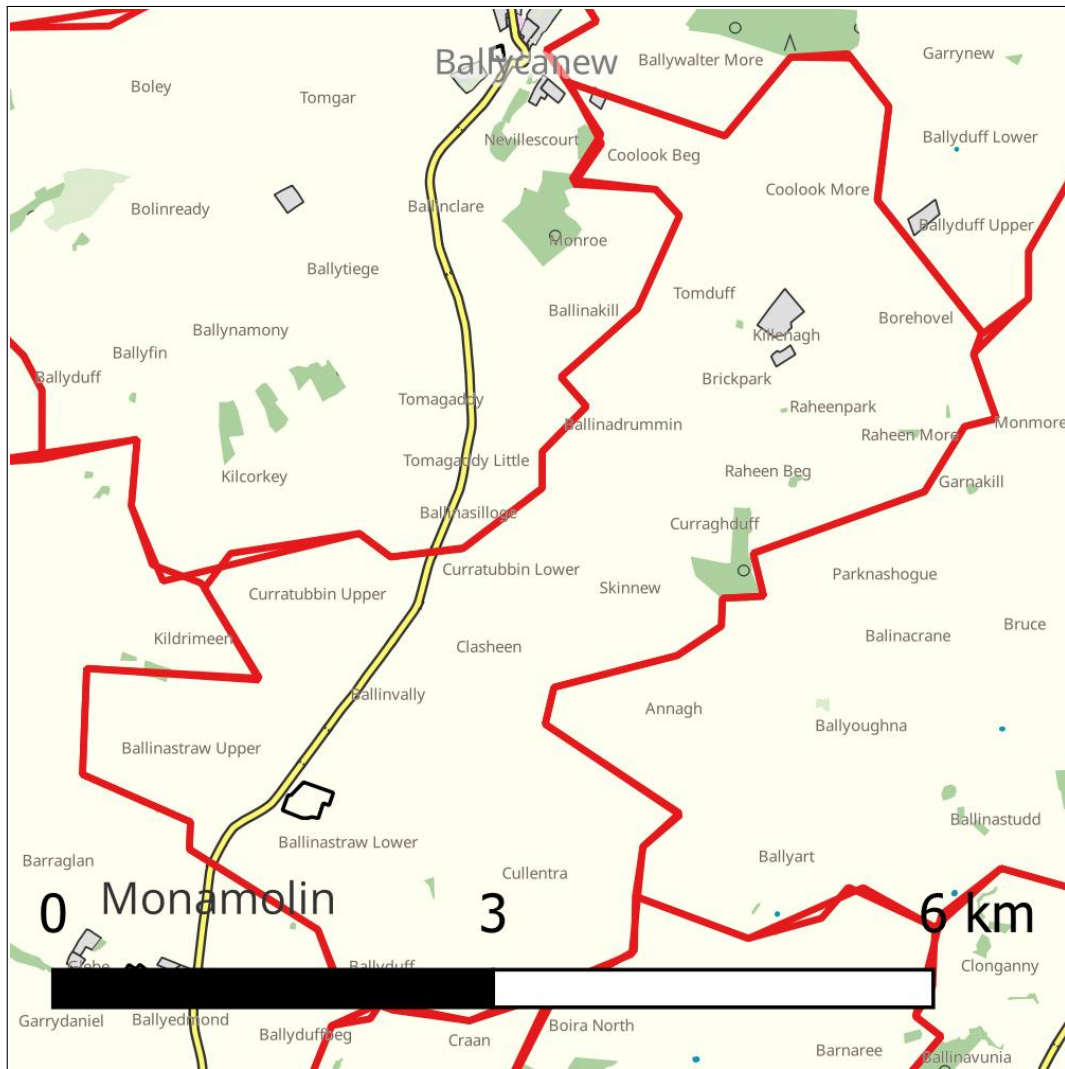 Ballycanew
Ballywalter More
Garrynew
Boley
Tomgar
Nevillescourt
Ballyduff Lower
Coolook Beg
Coolook More
Bolinready
Ballinclare
Ballyduff Upper
Monroe
Ballytiege
Tomduff
Ballinakill
Borehovel
Ballynamony
Killenagh
Ballyfin
Ballyduff
Brickpark
Tomagaddy
Raheenpark
Ballinadrummin
Monmore
Raheen More
Tomagaddy Little
Raheen Beg
Kilcorkey
Garnakill
Ballinasilloge
Curraghduff
Curratubbin Lower
Parknashogue
Skinnew
Curratubbin Upper
Bruce
Balinacrane
Kildrimeen
Clasheen
Ballinvally
Annagh
Ballyoughna
Ballinastraw Upper
Ballinastudd
Ballinastraw Lower
Ballyart
Barraglan
Cullentra
Monamolin
0 3 6 km
Glebe
Ballyduff
Clonganny
Garrydaniel
Ballyedmond
Boira North
Ballyduffbeg
Craan
Barnaree
Ballinavunia